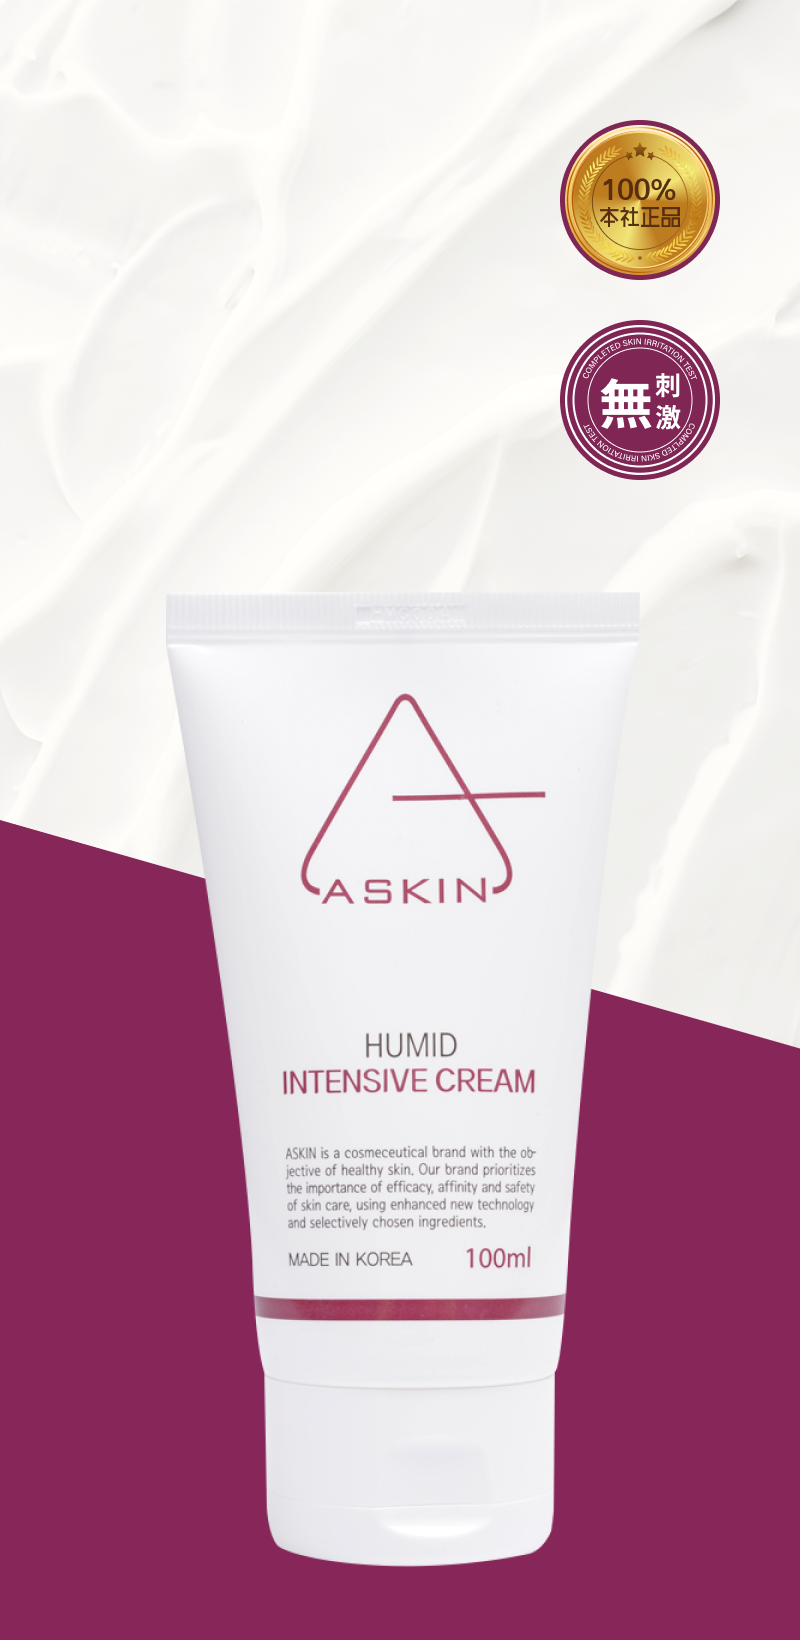 100%
本社正品
COMPLETED SKIN IRRITATION TEST
無刺激
COMPLTED SKIN IRRITATION TEST
ASKIN
HUMID
INTENSIVE CREAM
ASKIN is a cosmeceutical brand with the ob-
jective of healthy skin. Our brand prioritizes
the importance of efficacy, affinity and safety
of skin care, using enhanced new technology
and selectively chosen ingredients.
MADE IN KOREA 100ml